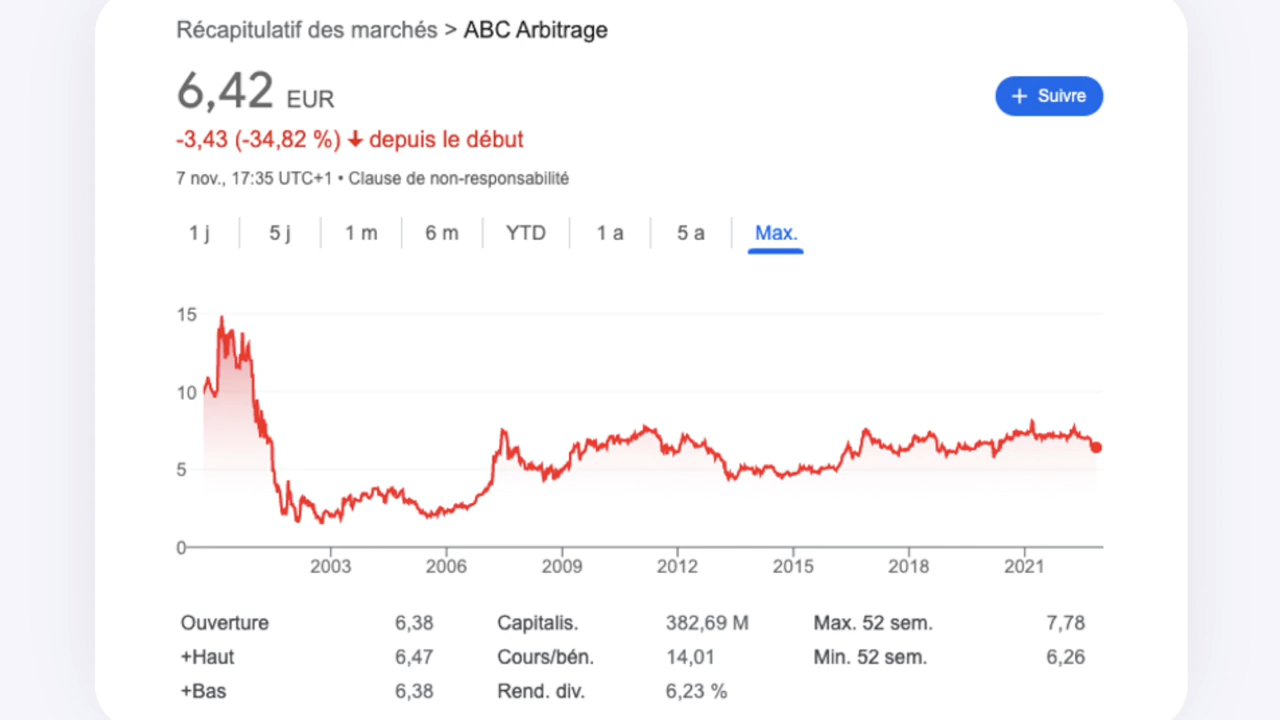 Récapitulatif des marchés > ABC Arbitrage
6,42 EUR
+ Suivre
-3,43 (-34,82 %) ↓ depuis le début
7 nov., 17:35 UTC+1 • Clause de non-responsabilité
1 j 5 j 1 m 6 m YTD 1 a 5 a Max.
15
10
5
0
2003 2006 2009 2012 2015 2018 2021
Ouverture 6,38 Capitalis. 382,69 M Max. 52 sem. 7,78
+Haut 6,47 Cours/bén. 14,01 Min. 52 sem. 6,26
+Bas 6,38 Rend. div. 6,23 %